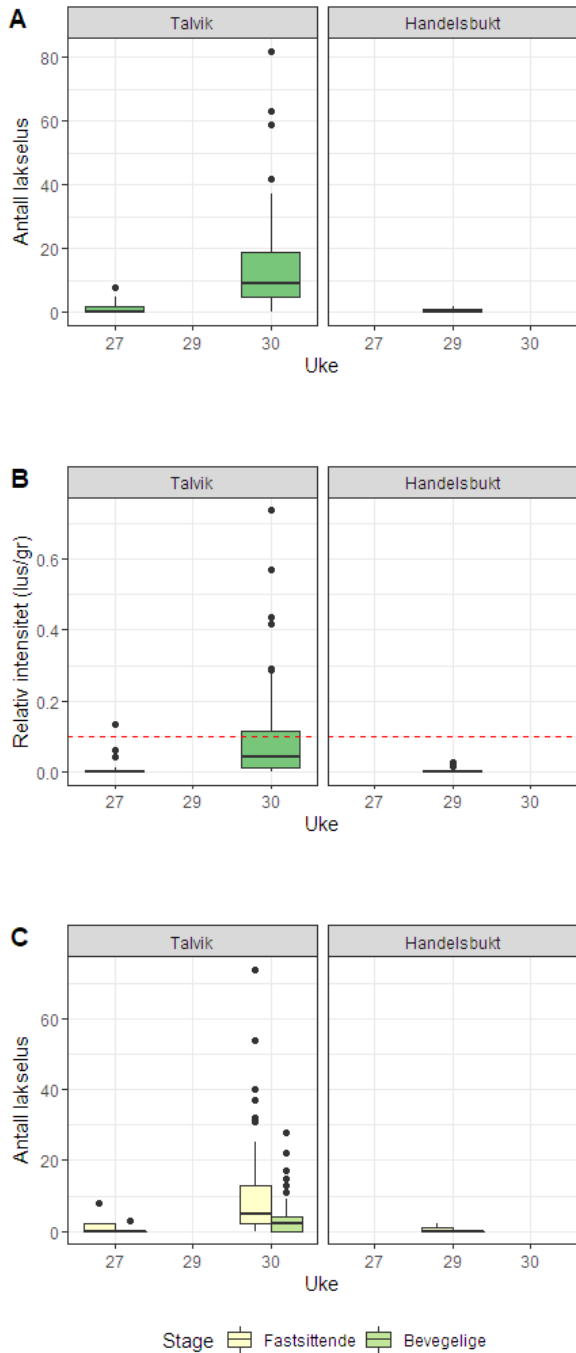 A
Talvik Handelsbukt
Antall lakselus
80
60
40
20
0
27 29 30 27 29 30
Uke
B
Talvik Handelsbukt
Relativ intensitet (lus/gr)
0.6
0.4
0.2
0.0
27 29 30 27 29 30
Uke
C
Talvik Handelsbukt
Antall lakselus
60
40
20
0
27 29 30 27 29 30
Uke
Stage Fastsittende Bevegelige